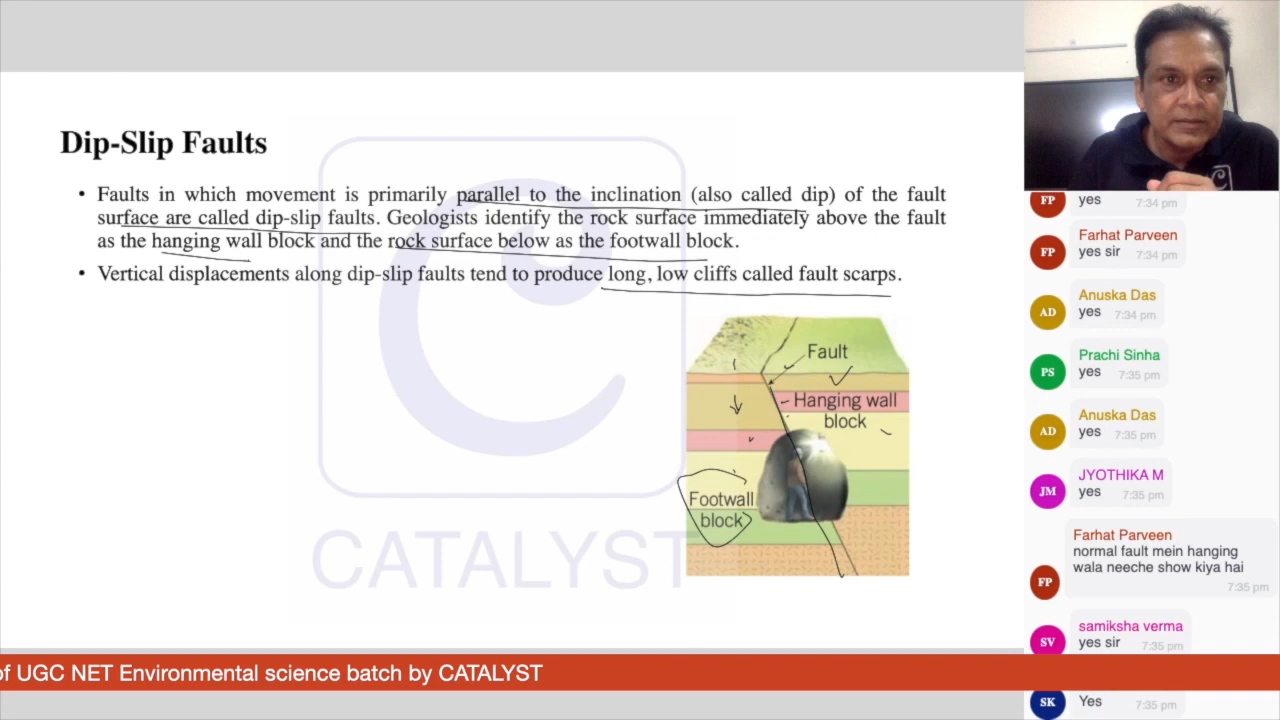 Dip-Slip Faults
• Faults in which movement is primarily parallel to the inclination (also called dip) of the fault
surface are called dip-slip faults. Geologists identify the rock surface immediately above the fault
as the hanging wall block and the rock surface below as the footwall block.
• Vertical displacements along dip-slip faults tend to produce long, low cliffs called fault scarps.
Fault
Hanging wall
block
Footwall
block
CATALYST
of UGC NET Environmental science batch by CATALYST
FP
yes 7:34 pm
Farhat Parveen
FP
yes sir 7:34 pm
Anuska Das
AD
yes 7:34 pm
Prachi Sinha
PS
yes 7:35 pm
Anuska Das
AD
yes 7:35 pm
JYOTHIKA M
JM
yes 7:35 pm
Farhat Parveen
normal fault mein hanging
wala neeche show kiya hai
FP
7:35 pm
samiksha verma
SV
yes sir 7:35 pm
SK
Yes 7:35 pm